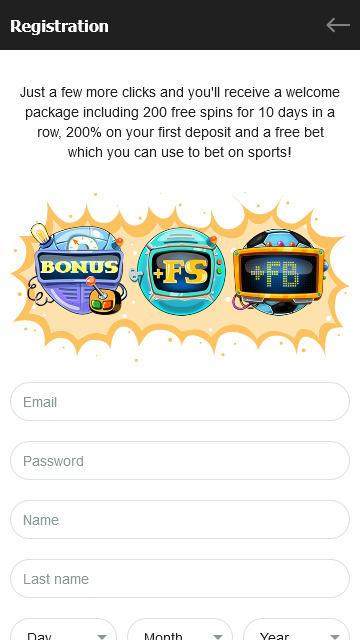 Registration
Just a few more clicks and you'll receive a welcome
package including 200 free spins for 10 days in a
row, 200% on your first deposit and a free bet
which you can use to bet on sports!
BONUS & +FS +FB
Email
Password
Name
Last name
Day Month Year